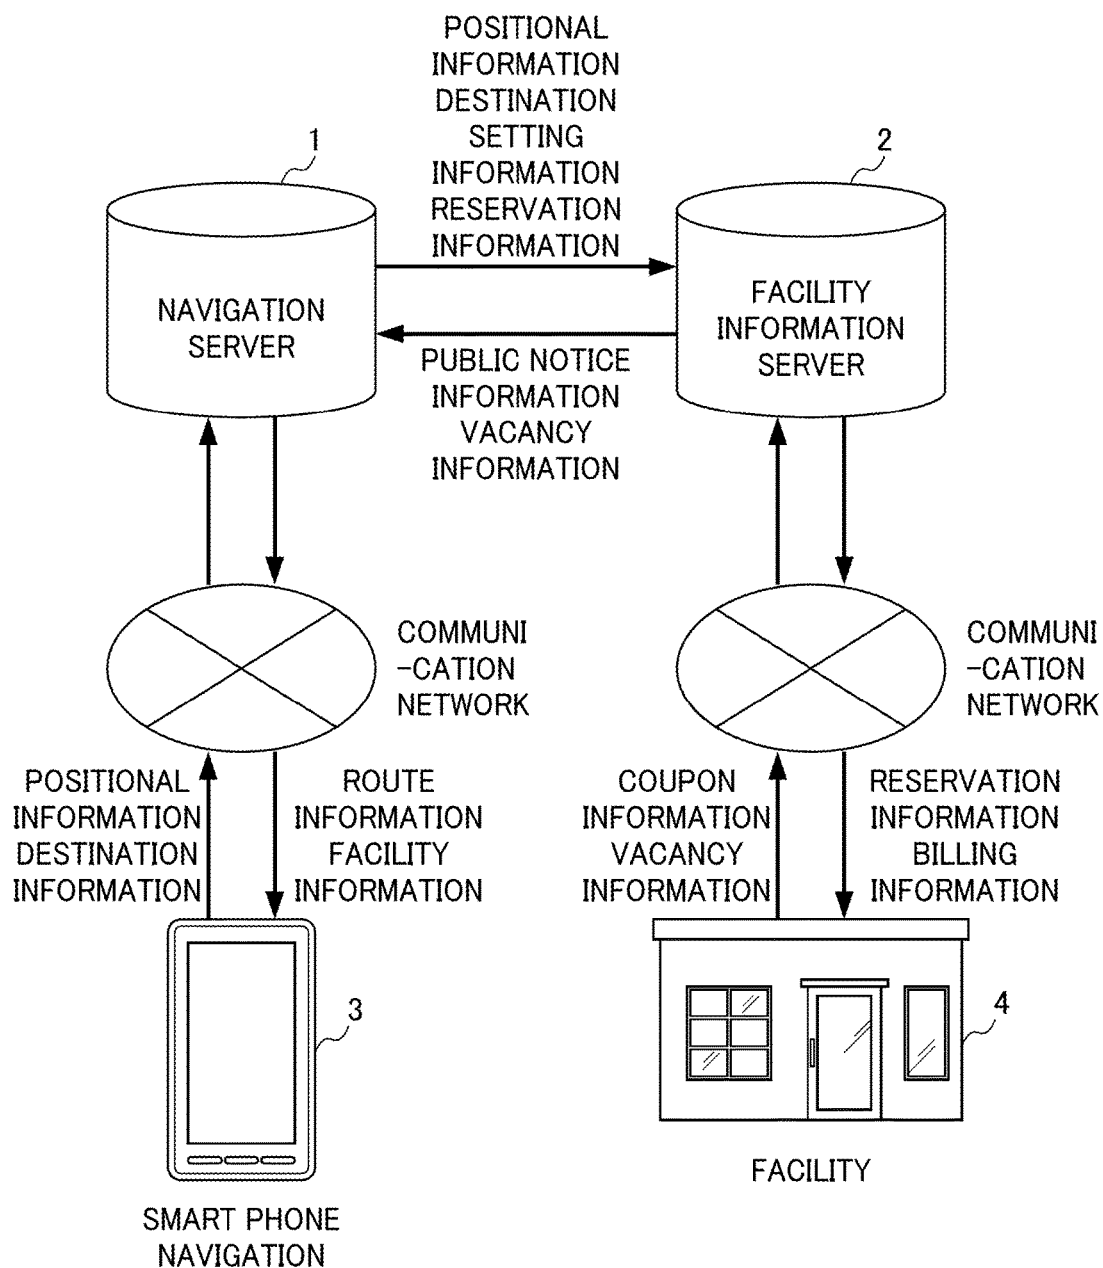 POSITIONAL
INFORMATION
DESTINATION
SETTING
INFORMATION
RESERVATION
INFORMATION
1
2
NAVIGATION
SERVER
FACILITY
INFORMATION
SERVER
PUBLIC NOTICE
INFORMATION
VACANCY
INFORMATION
COMMUNI
-CATION
NETWORK
COMMUNI
-CATION
NETWORK
POSITIONAL
INFORMATION
DESTINATION
INFORMATION
ROUTE
INFORMATION
FACILITY
INFORMATION
COUPON
INFORMATION
VACANCY
INFORMATION
RESERVATION
INFORMATION
BILLING
INFORMATION
3
4
SMART PHONE
NAVIGATION
FACILITY